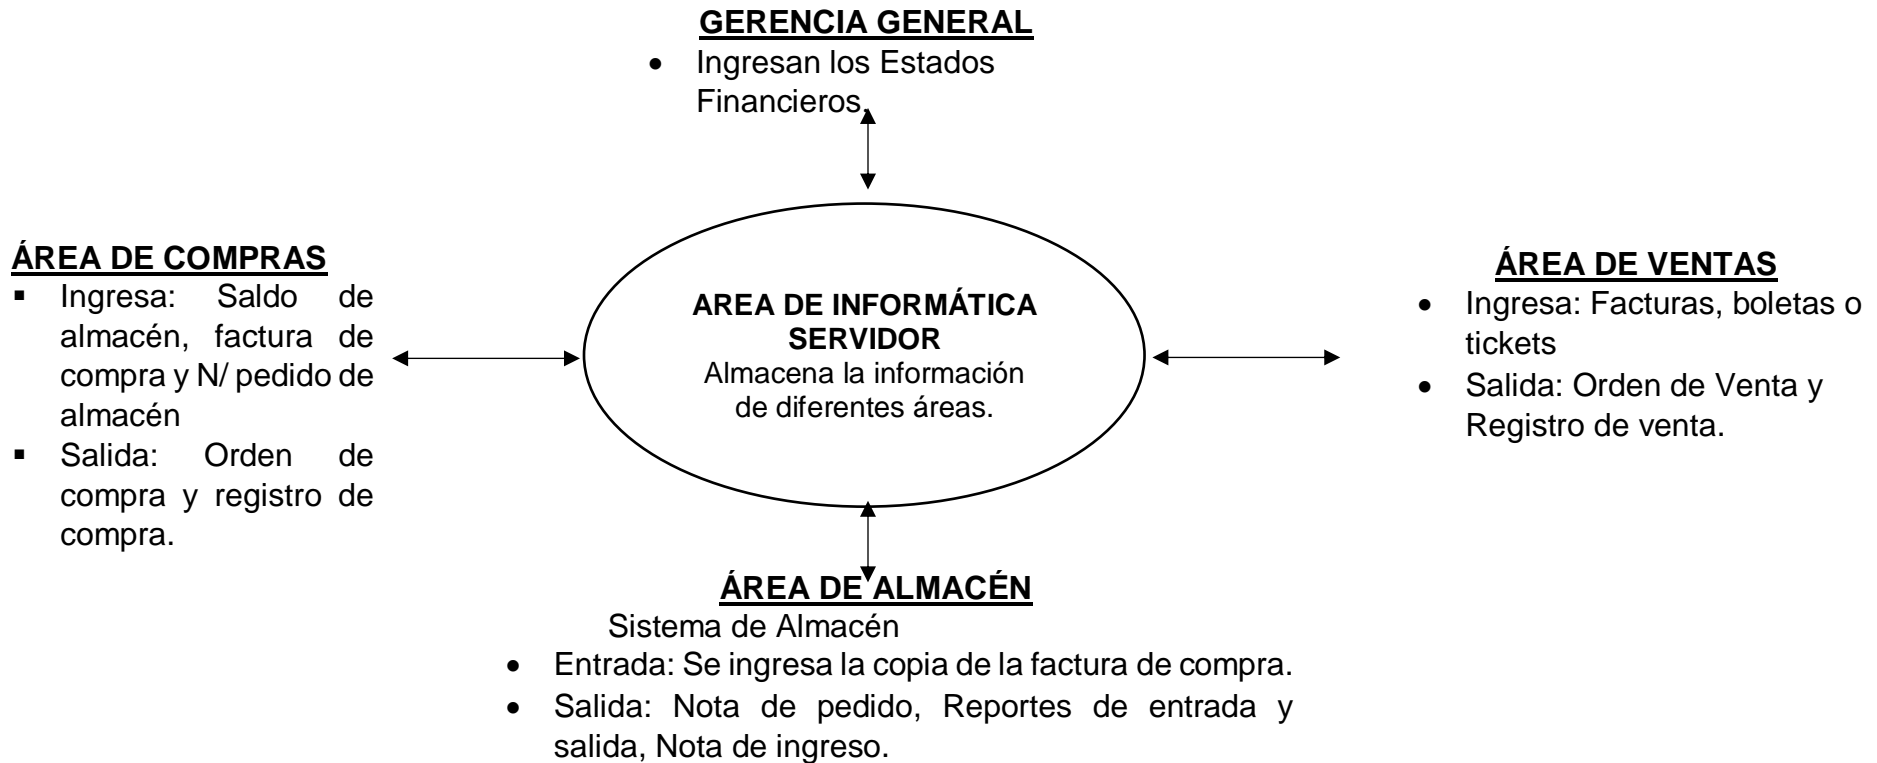 GERENCIA GENERAL
• Ingresan los Estados
Financieros.
ÁREA DE COMPRAS
▪ Ingresa: Saldo de
almacén, factura de
compra y N/ pedido de
almacén
▪ Salida: Orden de
compra y registro de
compra.
AREA DE INFORMÁTICA
SERVIDOR
Almacena la información
de diferentes áreas.
ÁREA DE VENTAS
• Ingresa: Facturas, boletas o
tickets
• Salida: Orden de Venta y
Registro de venta.
ÁREA DE ALMACÉN
Sistema de Almacén
• Entrada: Se ingresa la copia de la factura de compra.
• Salida: Nota de pedido, Reportes de entrada y
salida, Nota de ingreso.